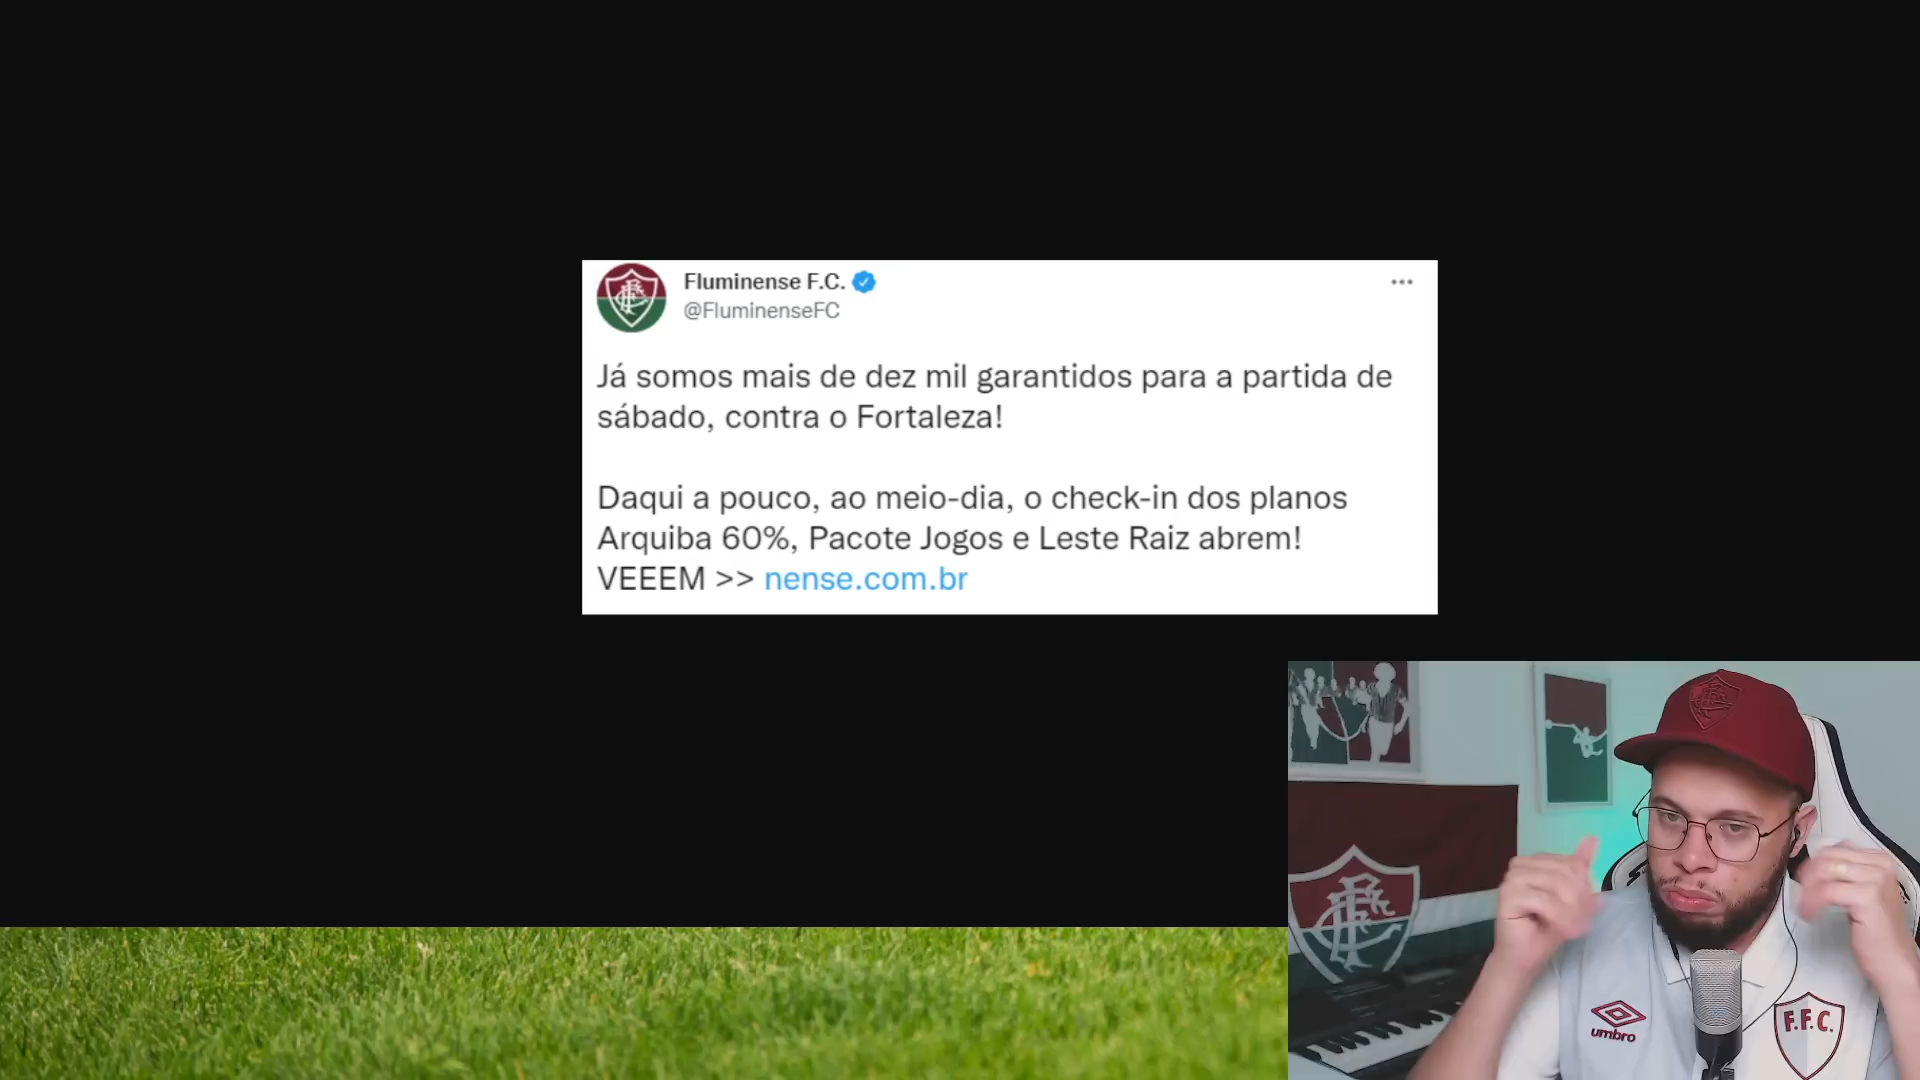 Fluminense F.C.
@FluminenseFC
Já somos mais de dez mil garantidos para a partida de
sábado, contra o Fortaleza!
Daqui a pouco, ao meio-dia, o check-in dos planos
Arquiba 60%, Pacote Jogos e Leste Raiz abrem!
VEEEM >> nense.com.br
umbro
F.F.C.